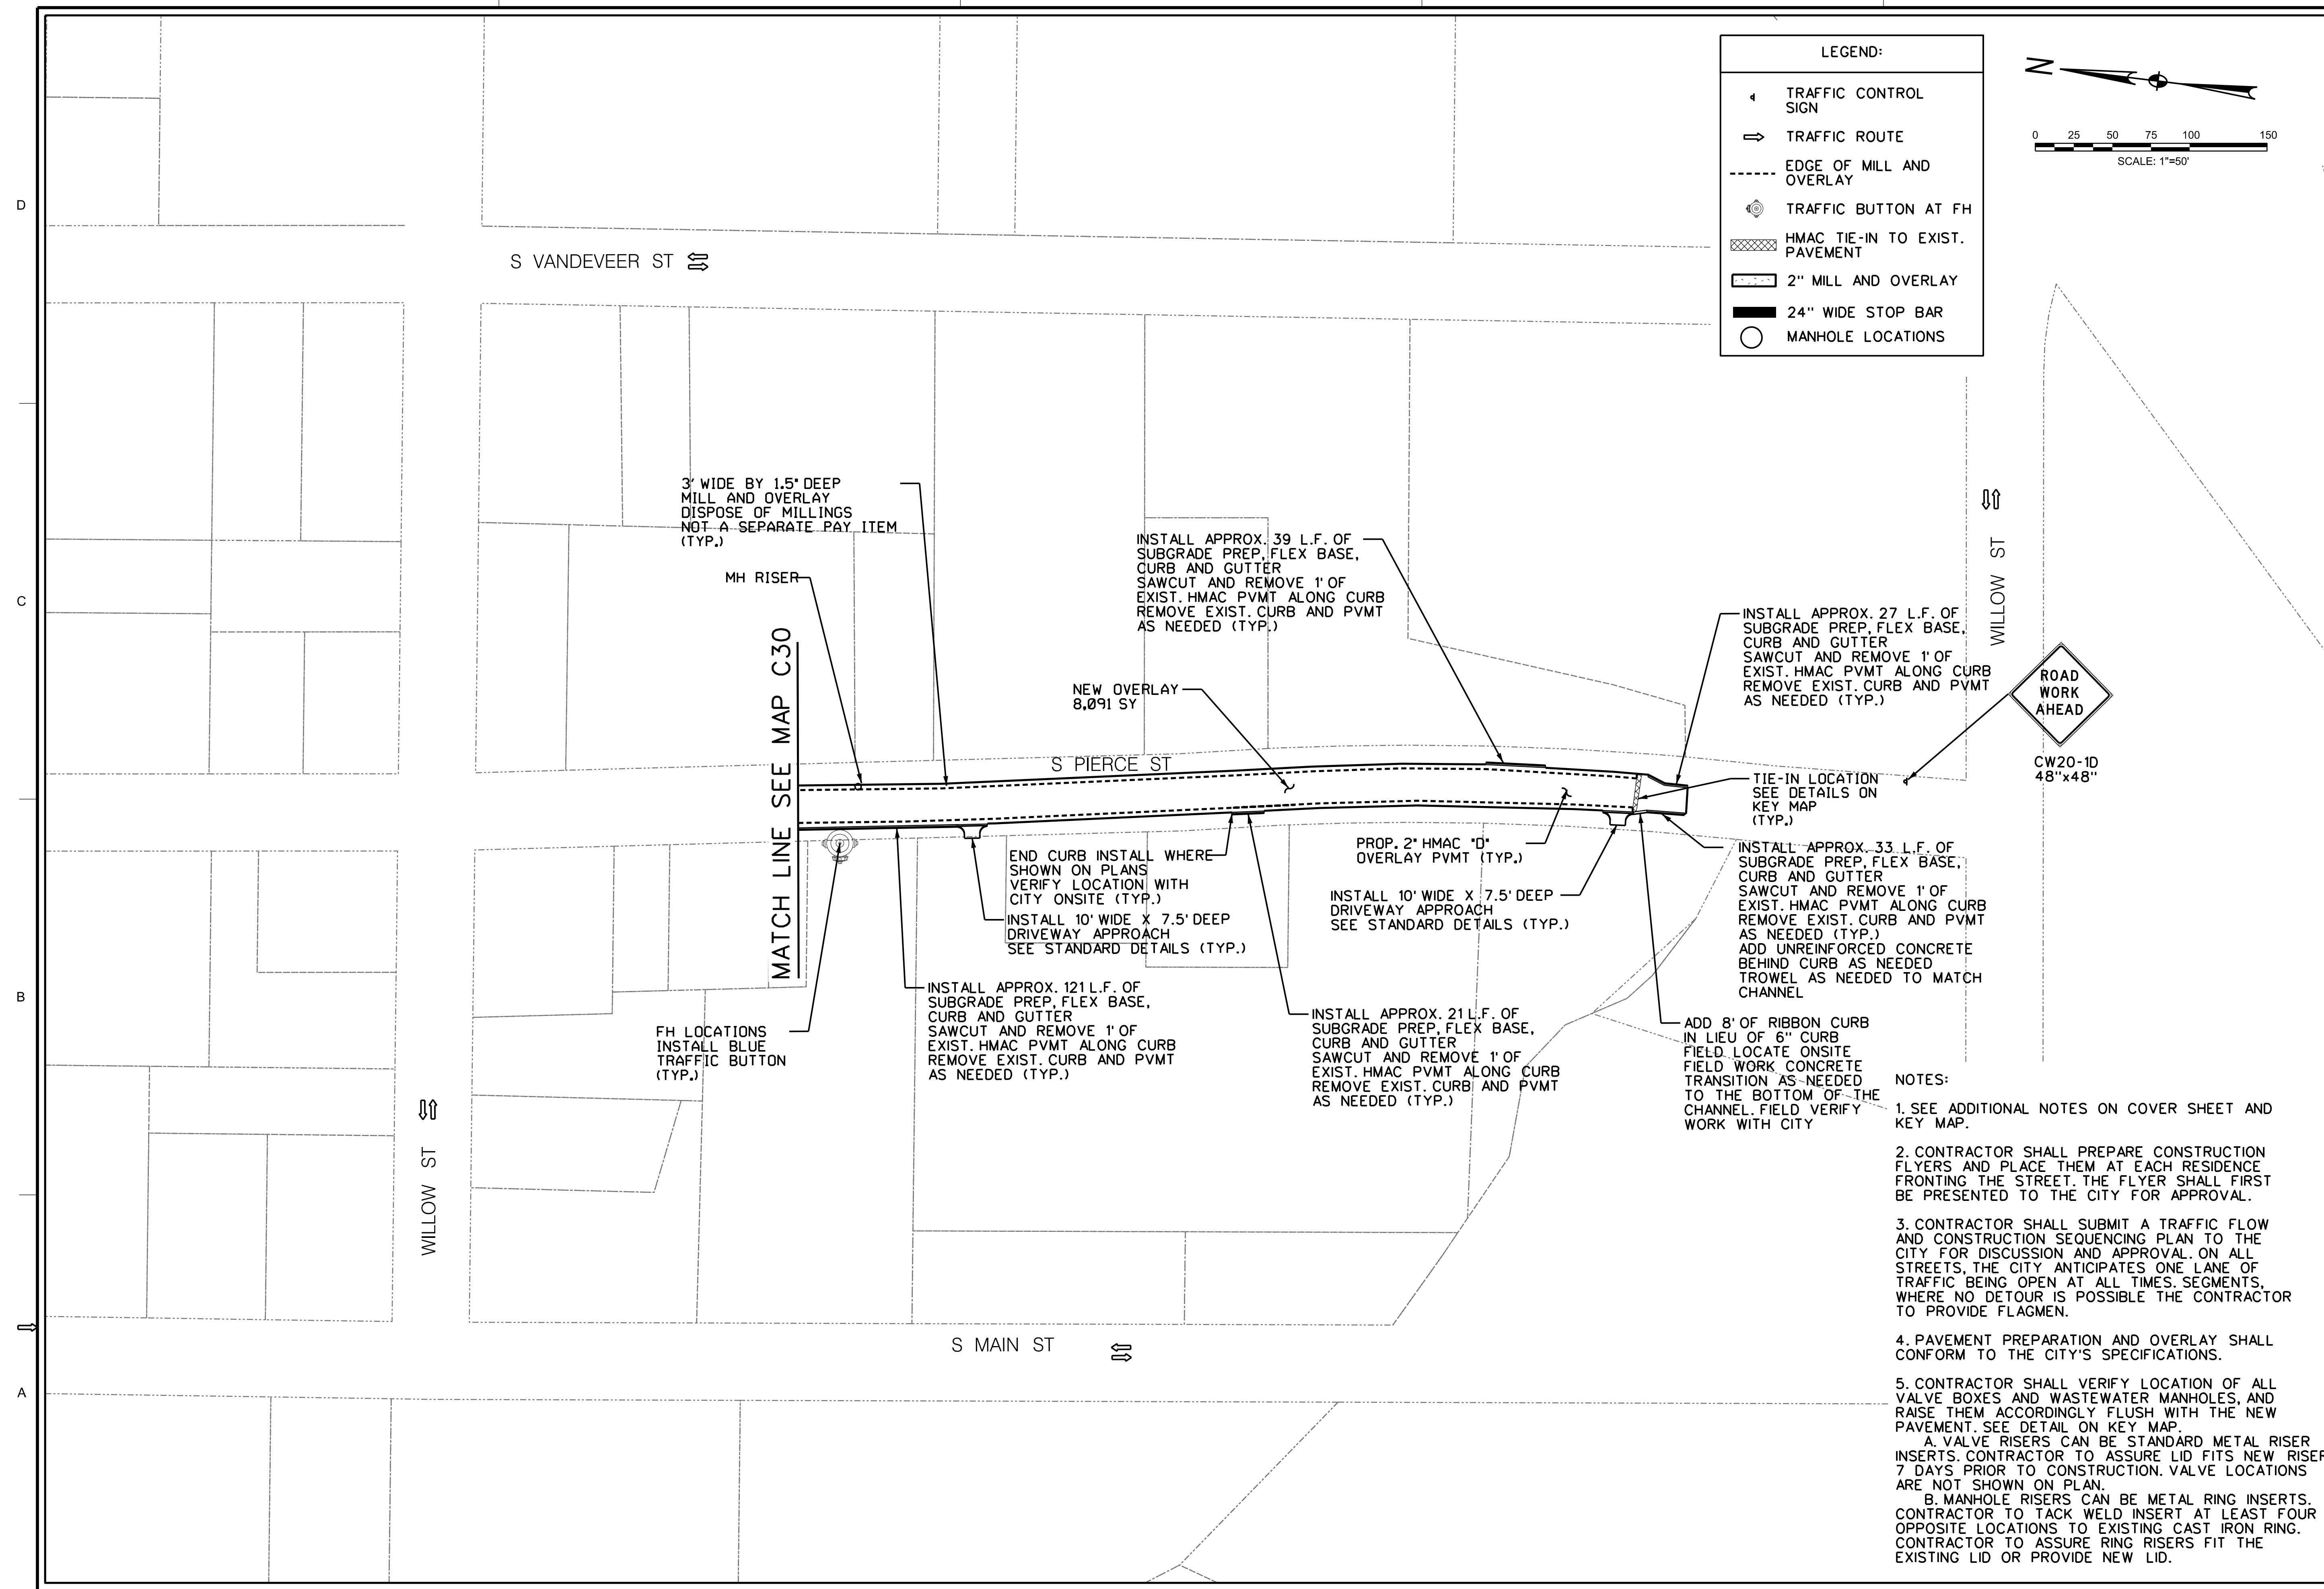 LEGEND:
TRAFFIC CONTROL
SIGN
TRAFFIC ROUTE
EDGE OF MILL AND
OVERLAY
TRAFFIC BUTTON AT FH
HMAC TIE-IN TO EXIST.
PAVEMENT
2" MILL AND OVERLAY
24" WIDE STOP BAR
MANHOLE LOCATIONS
N
0 25 50 75 100 150
SCALE: 1"=50'
D
C
B
A
S VANDEVEER ST
3' WIDE BY 1.5" DEEP
MILL AND OVERLAY
DISPOSE OF MILLINGS
NOT A SEPARATE PAY ITEM
(TYP.)
MH RISER
MATCH LINE SEE MAP C30
INSTALL APPROX. 39 L.F. OF
SUBGRADE PREP, FLEX BASE,
CURB AND GUTTER
SAWCUT AND REMOVE 1' OF
EXIST. HMAC PVMT ALONG CURB
REMOVE EXIST. CURB AND PVMT
AS NEEDED (TYP.)
NEW OVERLAY
8,091 SY
S PIERCE ST
INSTALL APPROX. 27 L.F. OF
SUBGRADE PREP, FLEX BASE,
CURB AND GUTTER
SAWCUT AND REMOVE 1' OF
EXIST. HMAC PVMT ALONG CURB
REMOVE EXIST. CURB AND PVMT
AS NEEDED (TYP.)
WILLOW ST
ROAD
WORK
AHEAD
CW20-1D
48"x48"
TIE-IN LOCATION
SEE DETAILS ON
KEY MAP
(TYP.)
END CURB INSTALL WHERE
SHOWN ON PLANS
VERIFY LOCATION WITH
CITY ONSITE (TYP.)
INSTALL 10' WIDE X 7.5' DEEP
DRIVEWAY APPROACH
SEE STANDARD DETAILS (TYP.)
PROP. 2" HMAC "D"
OVERLAY PVMT (TYP.)
INSTALL 10' WIDE X 7.5' DEEP
DRIVEWAY APPROACH
SEE STANDARD DETAILS (TYP.)
INSTALL APPROX. 33 L.F. OF
SUBGRADE PREP, FLEX BASE,
CURB AND GUTTER
SAWCUT AND REMOVE 1' OF
EXIST. HMAC PVMT ALONG CURB
REMOVE EXIST. CURB AND PVMT
AS NEEDED (TYP.)
ADD UNREINFORCED CONCRETE
BEHIND CURB AS NEEDED
TROWEL AS NEEDED TO MATCH
CHANNEL
FH LOCATIONS
INSTALL BLUE
TRAFFIC BUTTON
(TYP.)
INSTALL APPROX. 121 L.F. OF
SUBGRADE PREP, FLEX BASE,
CURB AND GUTTER
SAWCUT AND REMOVE 1' OF
EXIST. HMAC PVMT ALONG CURB
REMOVE EXIST. CURB AND PVMT
AS NEEDED (TYP.)
INSTALL APPROX. 21 L.F. OF
SUBGRADE PREP, FLEX BASE,
CURB AND GUTTER
SAWCUT AND REMOVE 1' OF
EXIST. HMAC PVMT ALONG CURB
REMOVE EXIST. CURB AND PVMT
AS NEEDED (TYP.)
ADD 8' OF RIBBON CURB
IN LIEU OF 6" CURB
FIELD LOCATE ONSITE
FIELD WORK CONCRETE
TRANSITION AS NEEDED
TO THE BOTTOM OF THE
CHANNEL. FIELD VERIFY
WORK WITH CITY
WILLOW ST
S MAIN ST
NOTES:
1. SEE ADDITIONAL NOTES ON COVER SHEET AND
KEY MAP.
2. CONTRACTOR SHALL PREPARE CONSTRUCTION
FLYERS AND PLACE THEM AT EACH RESIDENCE
FRONTING THE STREET. THE FLYER SHALL FIRST
BE PRESENTED TO THE CITY FOR APPROVAL.
3. CONTRACTOR SHALL SUBMIT A TRAFFIC FLOW
AND CONSTRUCTION SEQUENCING PLAN TO THE
CITY FOR DISCUSSION AND APPROVAL. ON ALL
STREETS, THE CITY ANTICIPATES ONE LANE OF
TRAFFIC BEING OPEN AT ALL TIMES. SEGMENTS,
WHERE NO DETOUR IS POSSIBLE THE CONTRACTOR
TO PROVIDE FLAGMEN.
4. PAVEMENT PREPARATION AND OVERLAY SHALL
CONFORM TO THE CITY'S SPECIFICATIONS.
5. CONTRACTOR SHALL VERIFY LOCATION OF ALL
VALVE BOXES AND WASTEWATER MANHOLES, AND
RAISE THEM ACCORDINGLY FLUSH WITH THE NEW
PAVEMENT. SEE DETAIL ON KEY MAP.
A. VALVE RISERS CAN BE STANDARD METAL RISER
INSERTS. CONTRACTOR TO ASSURE LID FITS NEW RISER
7 DAYS PRIOR TO CONSTRUCTION. VALVE LOCATIONS
ARE NOT SHOWN ON PLAN.
B. MANHOLE RISERS CAN BE METAL RING INSERTS.
CONTRACTOR TO TACK WELD INSERT AT LEAST FOUR
OPPOSITE LOCATIONS TO EXISTING CAST IRON RING.
CONTRACTOR TO ASSURE RING RISERS FIT THE
EXISTING LID OR PROVIDE NEW LID.